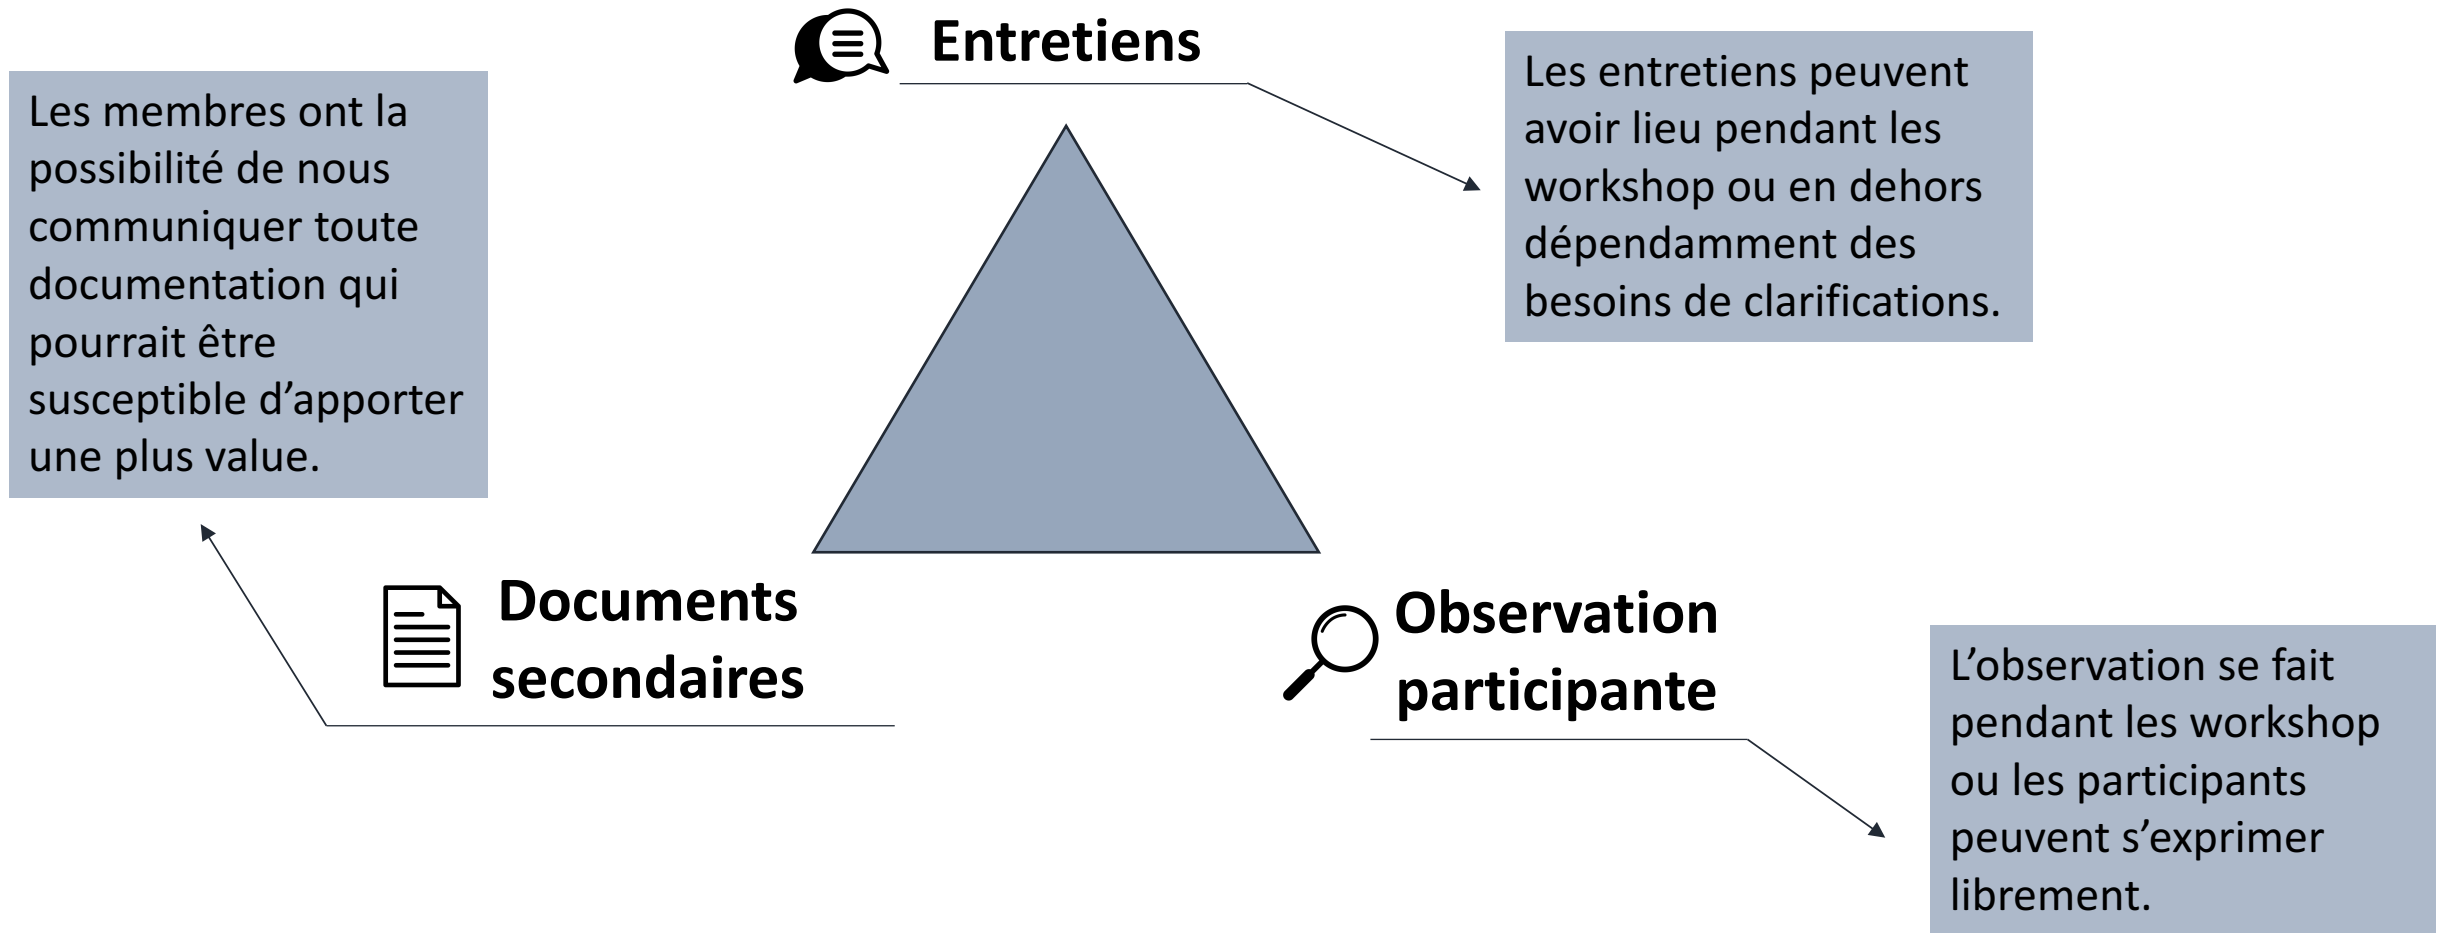 Entretiens
Les membres ont la
possibilité de nous
communiquer toute
documentation qui
pourrait être
susceptible d’apporter
une plus value.
Les entretiens peuvent
avoir lieu pendant les
workshop ou en dehors
dépendamment des
besoins de clarifications.
Documents
secondaires
Observation
participante
L’observation se fait
pendant les workshop
ou les participants
peuvent s’exprimer
librement.